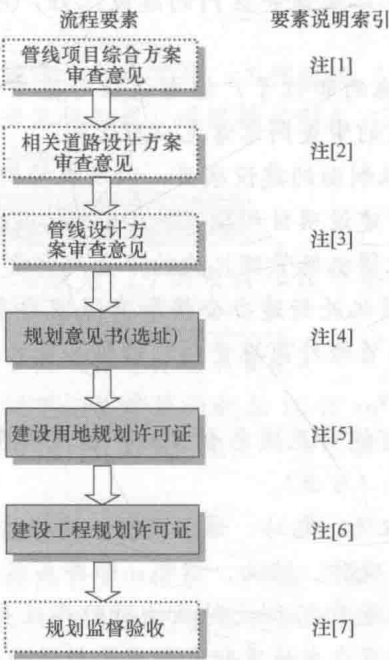 流程要素 要素说明索引
管线项目综合方案
审查意见 注[1]
相关道路设计方案
审查意见 注[2]
管线设计方
案审查意见 注[3]
规划意见书(选址) 注[4]
建设用地规划许可证 注[5]
建设工程规划许可证 注[6]
规划监督验收 注[7]